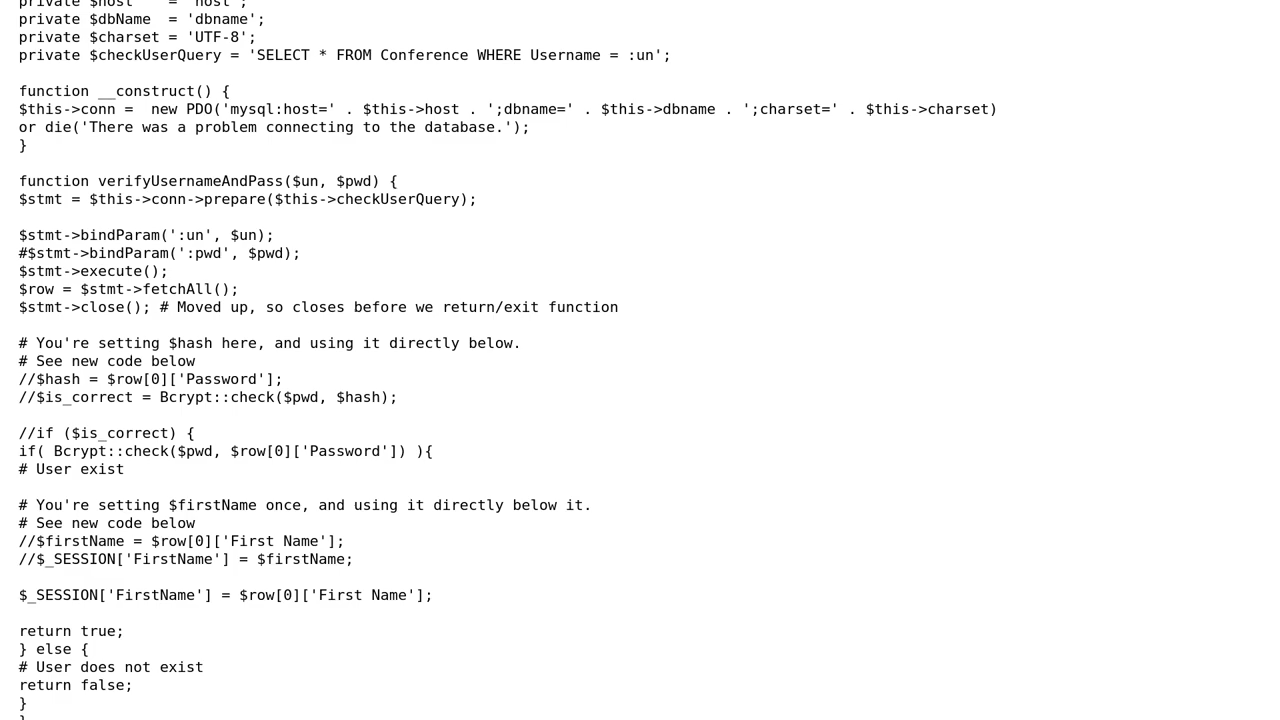 private $host    = 'host';
private $dbName  = 'dbname';
private $charset = 'UTF-8';
private $checkUserQuery = 'SELECT * FROM Conference WHERE Username = :un';

function __construct() {
$this->conn =  new PDO('mysql:host=' . $this->host . ';dbname=' . $this->dbname . ';charset=' . $this->charset)
or die('There was a problem connecting to the database.');
}

function verifyUsernameAndPass($un, $pwd) {
$stmt = $this->conn->prepare($this->checkUserQuery);

$stmt->bindParam(':un', $un);
#$stmt->bindParam(':pwd', $pwd);
$stmt->execute();
$row = $stmt->fetchAll();
$stmt->close(); # Moved up, so closes before we return/exit function

# You're setting $hash here, and using it directly below.
# See new code below
//$hash = $row[0]['Password'];
//$is_correct = Bcrypt::check($pwd, $hash);

//if ($is_correct) {
if( Bcrypt::check($pwd, $row[0]['Password']) ){
# User exist

# You're setting $firstName once, and using it directly below it.
# See new code below
//$firstName = $row[0]['First Name'];
//$_SESSION['FirstName'] = $firstName;

$_SESSION['FirstName'] = $row[0]['First Name'];

return true;
} else {
# User does not exist
return false;
}
}